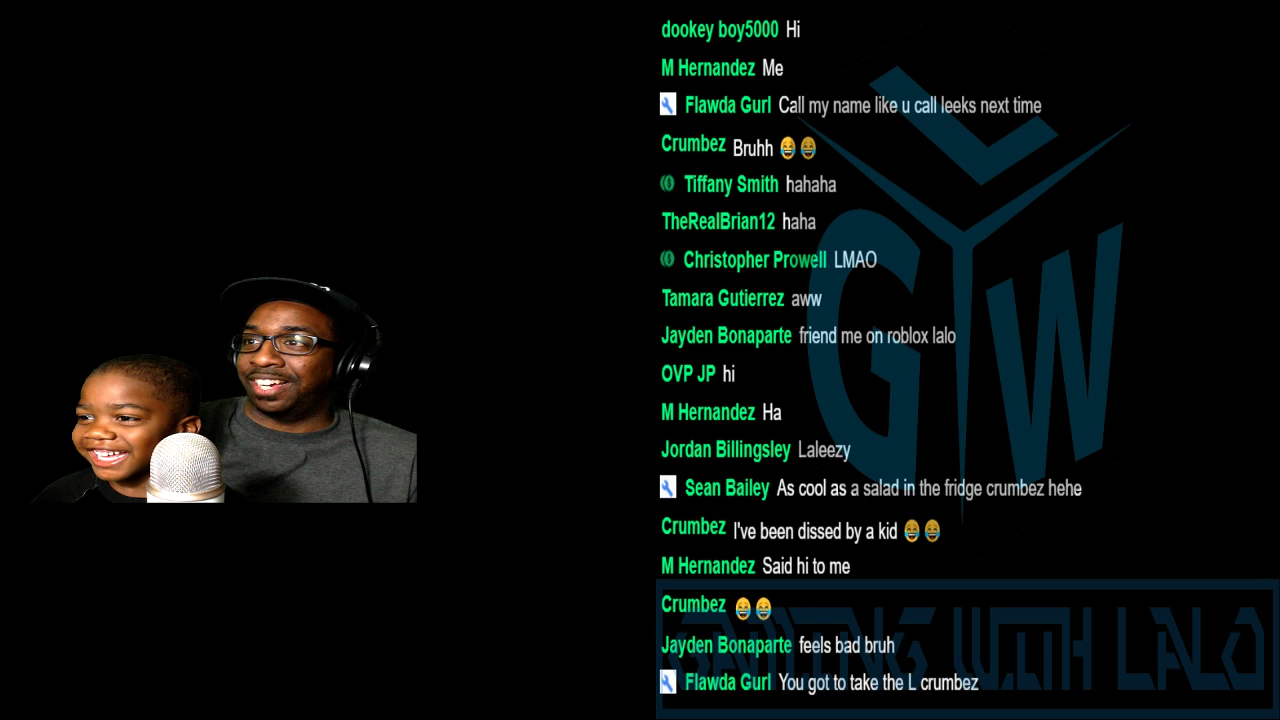 dookey boy5000 Hi
M Hernandez Me
Flawda Gurl Call my name like u call leeks next time
Crumbez Bruhh 😂😂
Tiffany Smith hahaha
TheRealBrian12 haha
Christopher Prowell LMAO
Tamara Gutierrez aww
Jayden Bonaparte friend me on roblox lalo
OVP JP hi
M Hernandez Ha
Jordan Billingsley Laleezy
Sean Bailey As cool as a salad in the fridge crumbez hehe
Crumbez I've been dissed by a kid 😂😂
M Hernandez Said hi to me
Crumbez 😂😂
Jayden Bonaparte feels bad bruh
Flawda Gurl You got to take the L crumbez
L
G W
GAMING WITH LALO